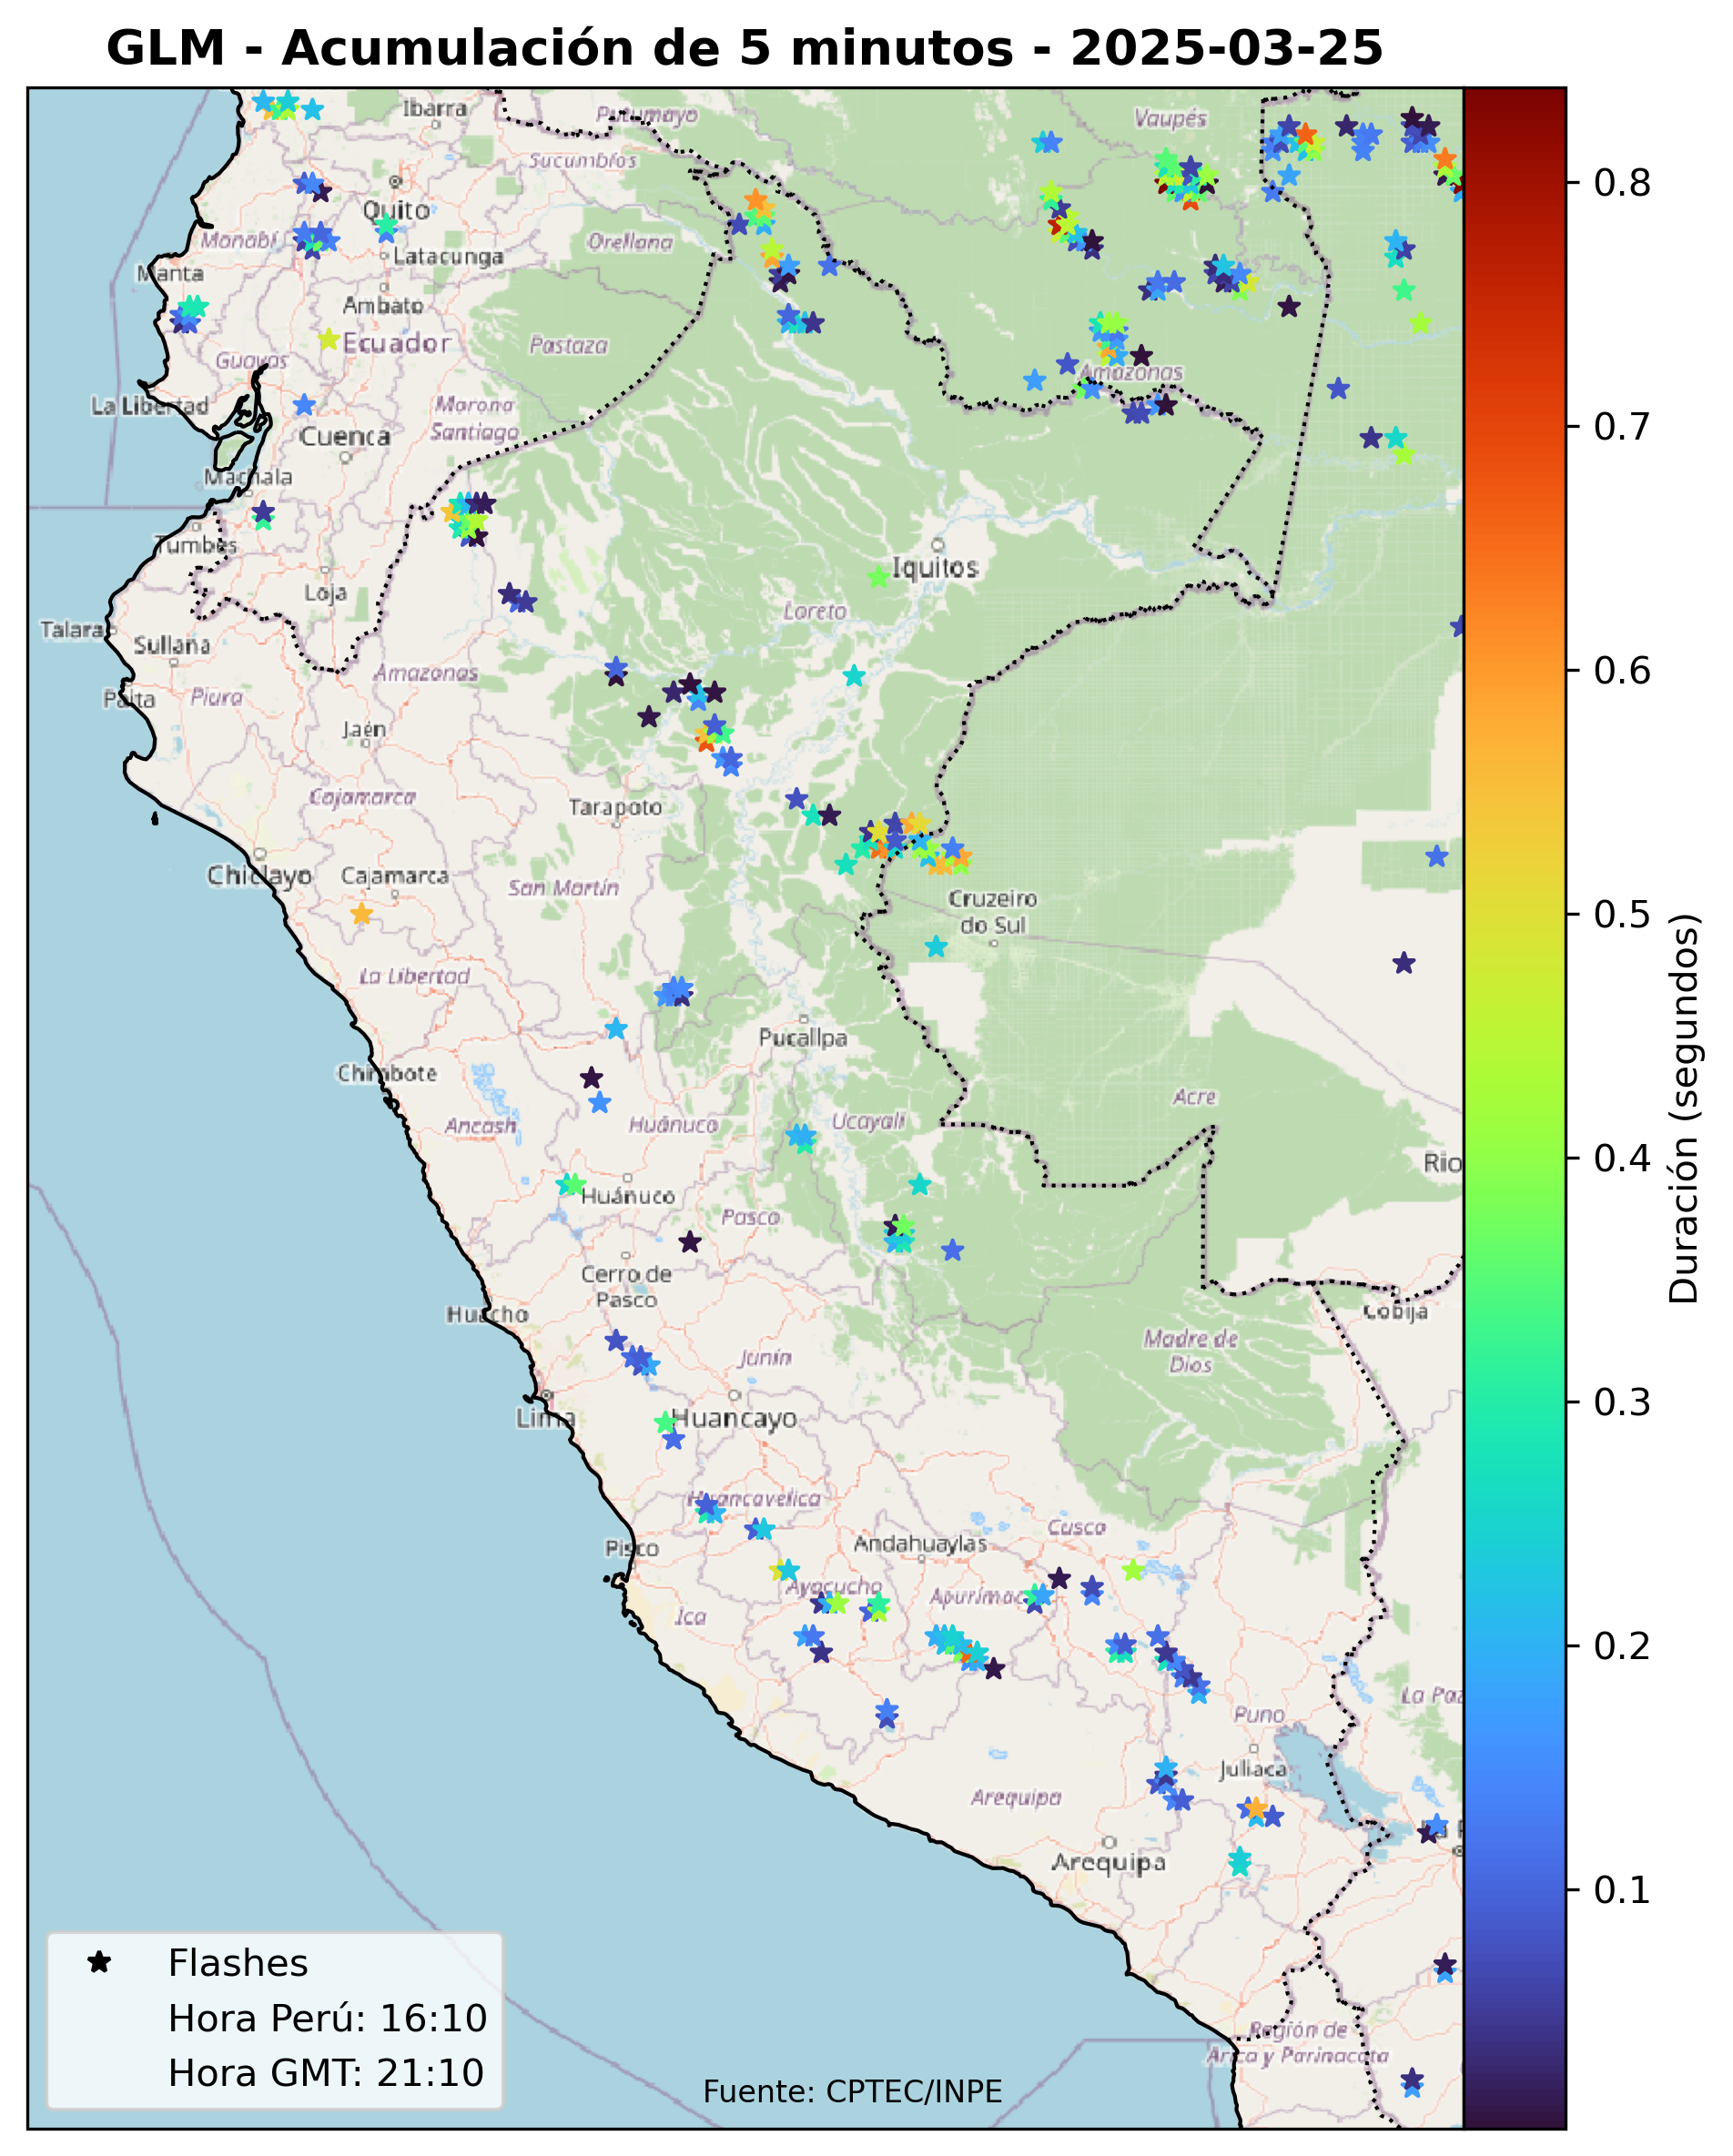 GLM - Acumulación de 5 minutos - 2025-03-25
Ibarra
Putumayo
Vaupés
Sucumbíos
Quito
Manabí
Orellana
Latacunga
Manta
Ambato
Ecuador
Pastaza
Guayas
Amazonas
La Libertad
Morona
Santiago
Cuenca
Machala
Tumbes
Iquitos
Loja
Loreto
Talara
Sullana
Amazonas
Paita
Piura
Jaén
Cajamarca
Tarapoto
Chiclayo
Cajamarca
San Martín
Cruzeiro
do Sul
La Libertad
Pucallpa
Chimbote
Acre
Ancash
Huánuco
Ucayali
Rio
Huánuco
Pasco
Cerro de
Pasco
Huacho
Cobija
Madre de
Dios
Junín
Lima
Huancayo
Huancavelica
Cusco
Pisco
Andahuaylas
Ayacucho
Apurímac
Ica
La Paz
Puno
Juliaca
Arequipa
Arequipa
Región de
Arica y Parinacota
Flashes
Hora Perú: 16:10
Hora GMT: 21:10
Fuente: CPTEC/INPE
0.8
0.7
0.6
0.5
0.4
0.3
0.2
0.1
Duración (segundos)